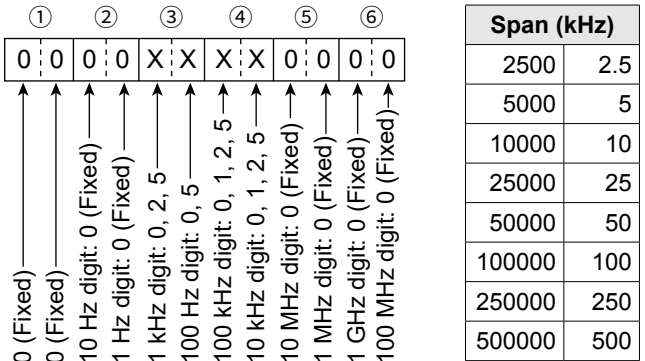 ① ② ③ ④ ⑤ ⑥
0 0 0 0 X X X X 0 0 0 0
0 (Fixed)
0 (Fixed)
10 Hz digit: 0 (Fixed)
1 Hz digit: 0 (Fixed)
1 kHz digit: 0, 2, 5
100 Hz digit: 0, 5
100 kHz digit: 0, 1, 2, 5
10 kHz digit: 0, 1, 2, 5
10 MHz digit: 0 (Fixed)
1 MHz digit: 0 (Fixed)
1 GHz digit: 0 (Fixed)
100 MHz digit: 0 (Fixed)
Span (kHz)
2500 2.5
5000 5
10000 10
25000 25
50000 50
100000 100
250000 250
500000 500